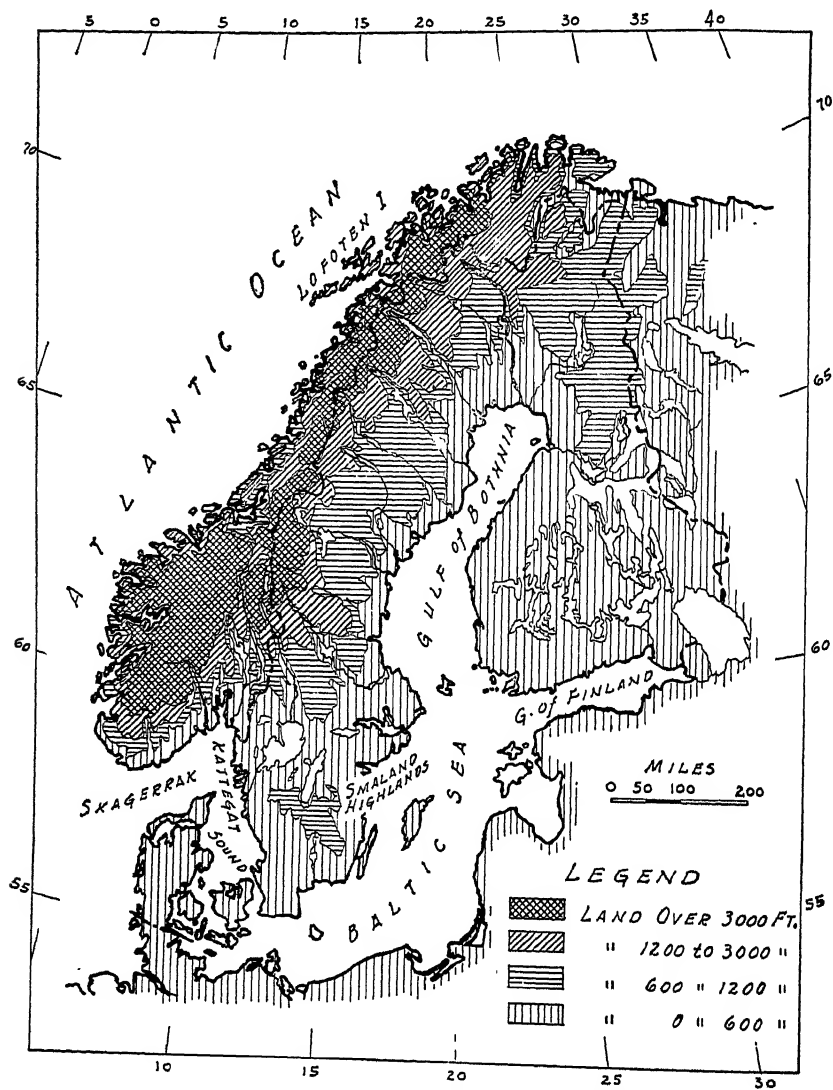 5 0 5 10 15 20 25 30 35 40
70
70
ATLANTIC OCEAN
LOFOTEN I
65
65
GULF of BOTHNIA
60
60
G. of FINLAND
SKAGERRAK
KATTEGAT
SOUND
SMALAND
HIGHLANDS
BALTIC SEA
MILES
0 50 100 200
55
55
LEGEND
LAND OVER 3000 FT.
" 1200 to 3000 "
" 600 " 1200 "
" 0 " 600 "
10 15 20 25 30